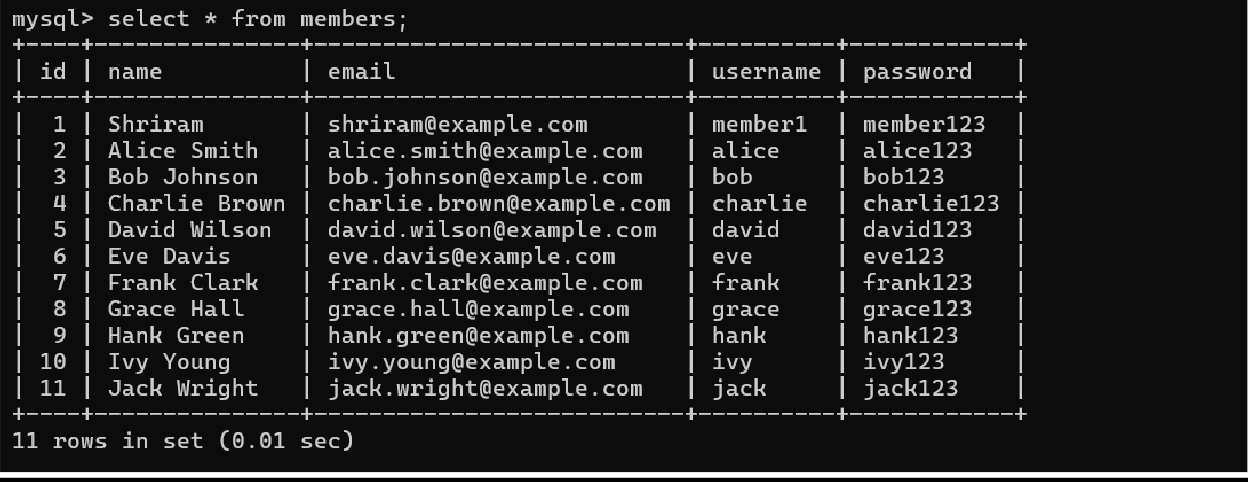 mysql> select * from members;
+----+---------------+---------------------------+----------+------------+
| id | name          | email                     | username | password   |
+----+---------------+---------------------------+----------+------------+
|  1 | Shriram       | shriram@example.com       | member1  | member123  |
|  2 | Alice Smith   | alice.smith@example.com   | alice    | alice123   |
|  3 | Bob Johnson   | bob.johnson@example.com   | bob      | bob123     |
|  4 | Charlie Brown | charlie.brown@example.com | charlie  | charlie123 |
|  5 | David Wilson  | david.wilson@example.com  | david    | david123   |
|  6 | Eve Davis     | eve.davis@example.com     | eve      | eve123     |
|  7 | Frank Clark   | frank.clark@example.com   | frank    | frank123   |
|  8 | Grace Hall    | grace.hall@example.com    | grace    | grace123   |
|  9 | Hank Green    | hank.green@example.com    | hank     | hank123    |
| 10 | Ivy Young     | ivy.young@example.com     | ivy      | ivy123     |
| 11 | Jack Wright   | jack.wright@example.com   | jack     | jack123    |
+----+---------------+---------------------------+----------+------------+
11 rows in set (0.01 sec)